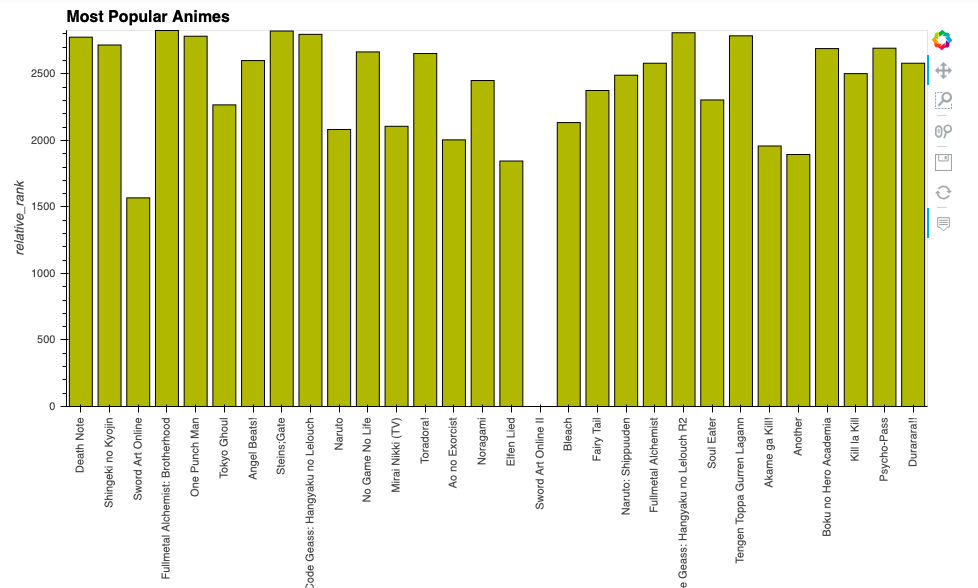 Most Popular Animes
relative_rank
2500
2000
1500
1000
500
0
Death Note
Shingeki no Kyojin
Sword Art Online
Fullmetal Alchemist: Brotherhood
One Punch Man
Tokyo Ghoul
Angel Beats!
Steins;Gate
Code Geass: Hangyaku no Lelouch
Naruto
No Game No Life
Mirai Nikki (TV)
Toradora!
Ao no Exorcist
Noragami
Elfen Lied
Sword Art Online II
Bleach
Fairy Tail
Naruto: Shippuuden
Fullmetal Alchemist
e Geass: Hangyaku no Lelouch R2
Soul Eater
Tengen Toppa Gurren Lagann
Akame ga Kill!
Another
Boku no Hero Academia
Kill la Kill
Psycho-Pass
Durarara!!